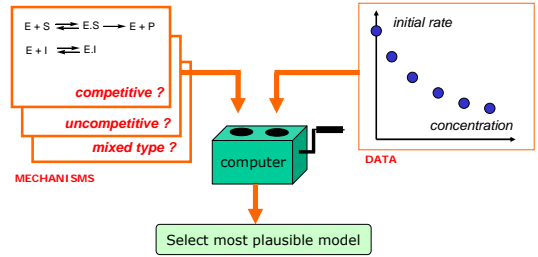 E + S ⇌ E.S ⟶ E + P
E + I ⇌ E.I
competitive ?
uncompetitive ?
mixed type ?
MECHANISMS
computer
initial rate
concentration
DATA
Select most plausible model